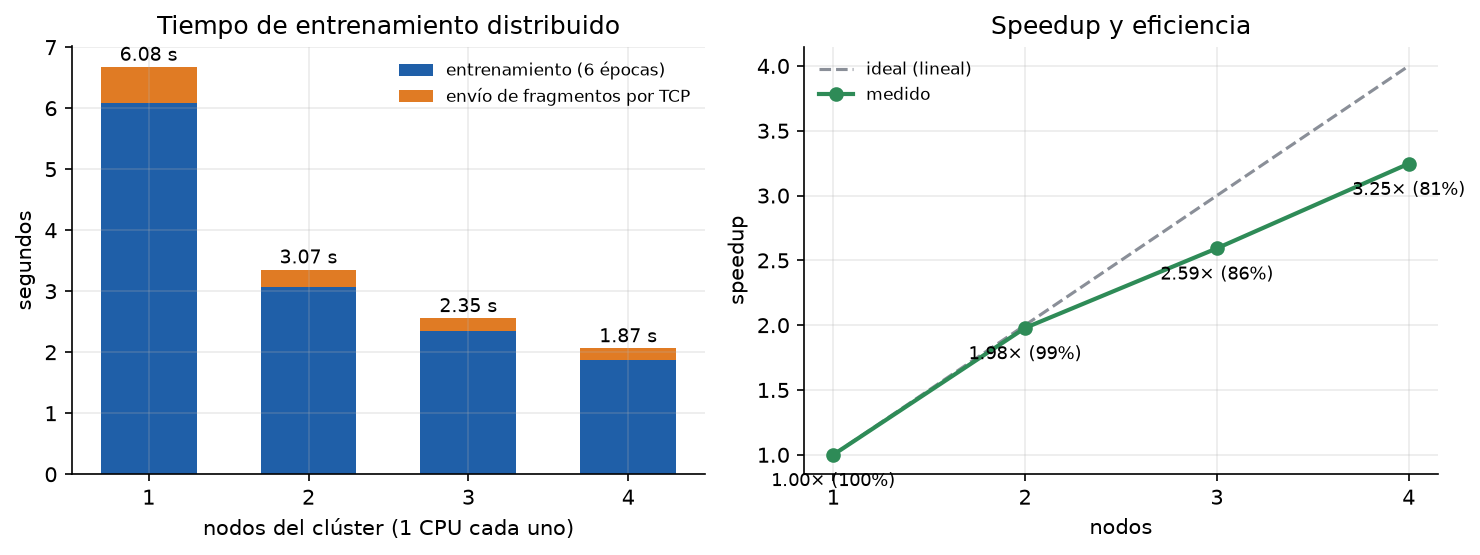 Tiempo de entrenamiento distribuido
7
6
5
4
3
2
1
0
segundos
6.08 s
3.07 s
2.35 s
1.87 s
entrenamiento (6 épocas)
envío de fragmentos por TCP
1
2
3
4
nodos del clúster (1 CPU cada uno)
Speedup y eficiencia
4.0
3.5
3.0
2.5
2.0
1.5
1.0
speedup
ideal (lineal)
medido
3.25× (81%)
2.59× (86%)
1.98× (99%)
1.00× (100%)
1
2
3
4
nodos